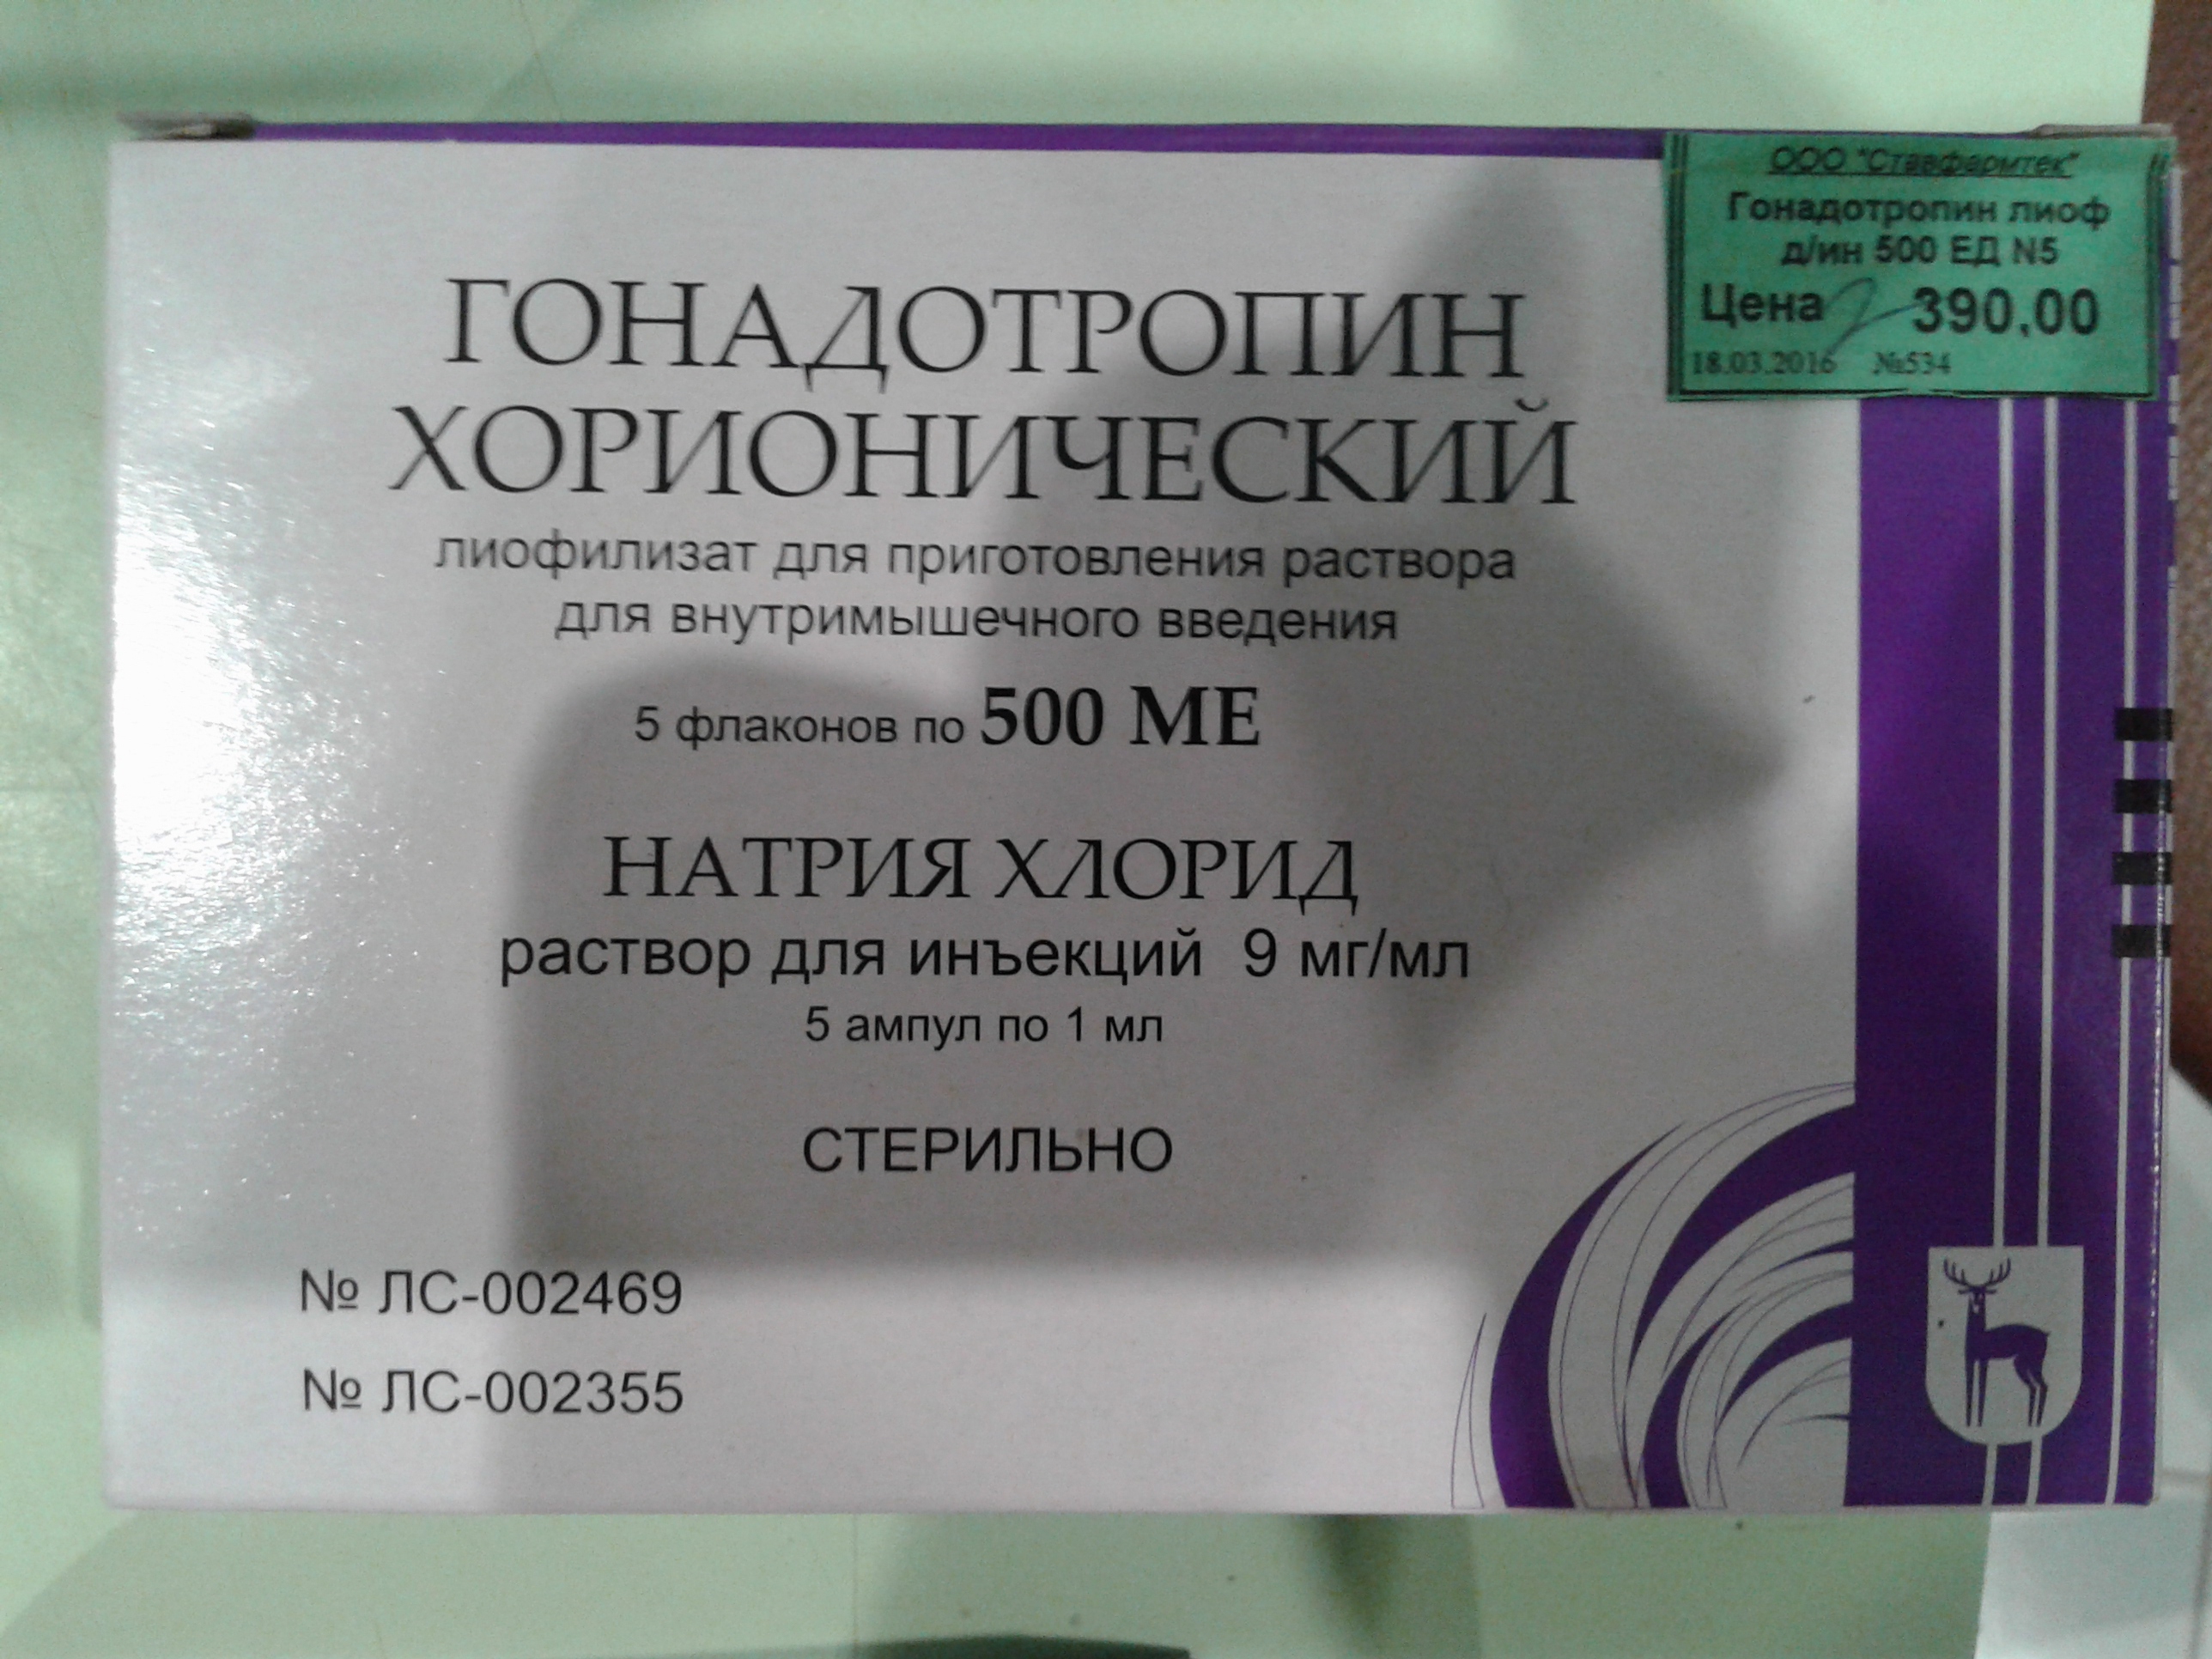 ООО "Ставфармтек"
Гонадотропин лиоф
д/ин 500 ЕД N5
Цена 390,00
18.03.2016 №534
ГОНАДОТРОПИН
ХОРИОНИЧЕСКИЙ
лиофилизат для приготовления раствора
для внутримышечного введения
5 флаконов по 500 МЕ
НАТРИЯ ХЛОРИД
раствор для инъекций 9 мг/мл
5 ампул по 1 мл
СТЕРИЛЬНО
№ ЛС-002469
№ ЛС-002355